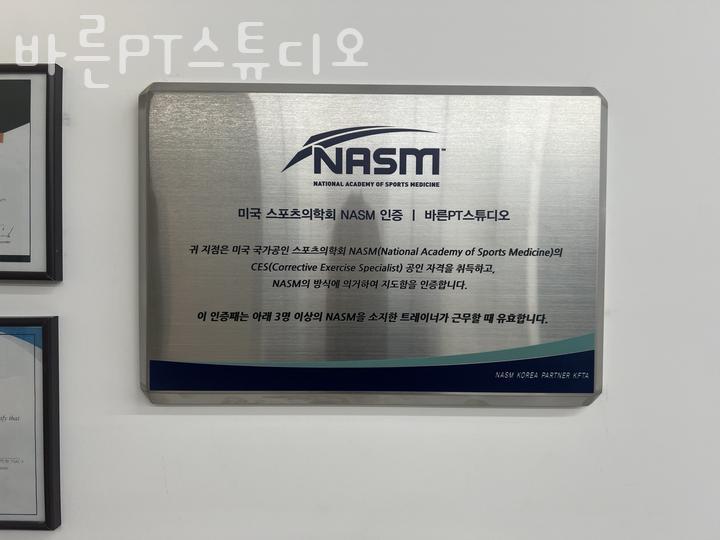 바른PT스튜디오
NASM™
NATIONAL ACADEMY OF SPORTS MEDICINE
미국 스포츠의학회 NASM 인증 | 바른PT스튜디오
귀 지점은 미국 국가공인 스포츠의학회 NASM(National Academy of Sports Medicine)의
CES(Corrective Exercise Specialist) 공인 자격을 취득하고,
NASM의 방식에 의거하여 지도함을 인증합니다.
이 인증패는 아래 3명 이상의 NASM을 소지한 트레이너가 근무할 때 유효합니다.
NASM KOREA PARTNER KFTA
that